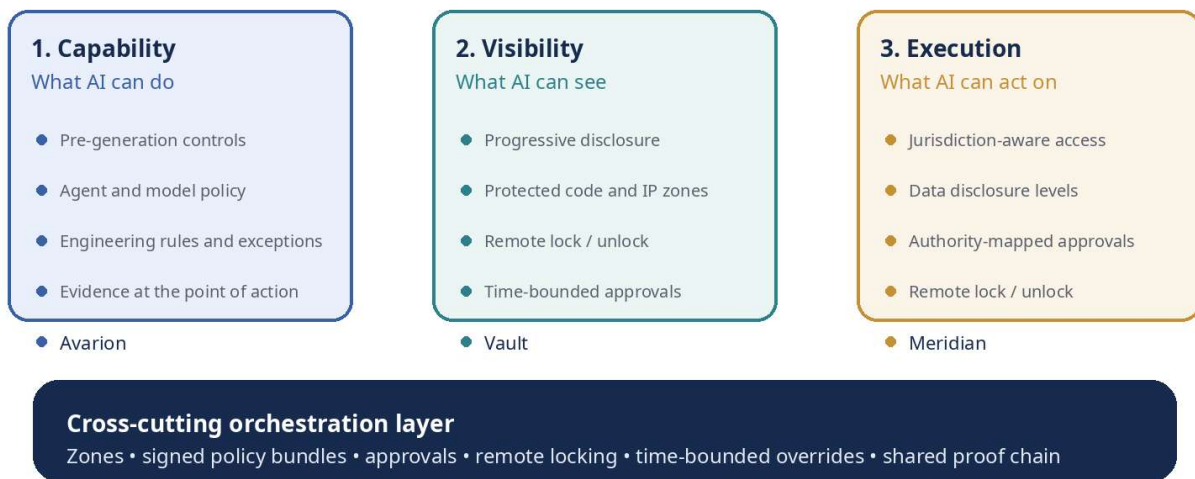 1. Capability
What AI can do
Pre-generation controls
Agent and model policy
Engineering rules and exceptions
Evidence at the point of action
Avarion
2. Visibility
What AI can see
Progressive disclosure
Protected code and IP zones
Remote lock / unlock
Time-bounded approvals
Vault
3. Execution
What AI can act on
Jurisdiction-aware access
Data disclosure levels
Authority-mapped approvals
Remote lock / unlock
Meridian
Cross-cutting orchestration layer
Zones • signed policy bundles • approvals • remote locking • time-bounded overrides • shared proof chain